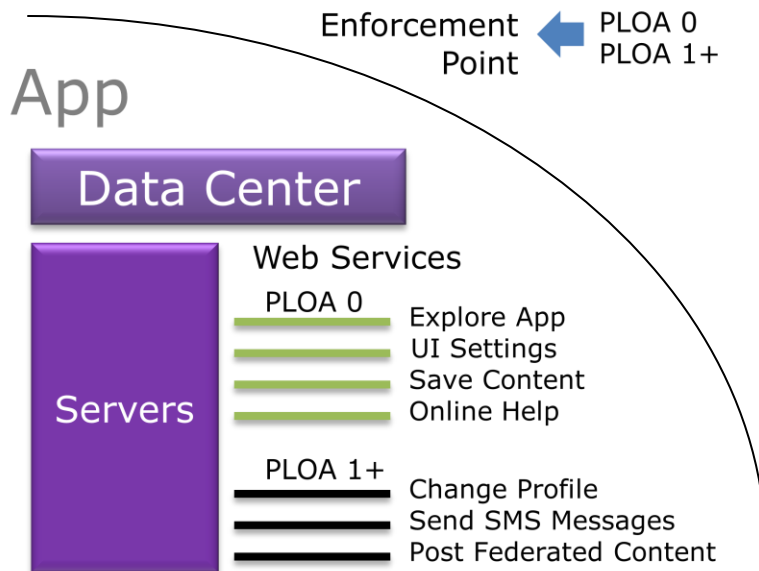 Enforcement
Point
PLOA 0
PLOA 1+
App
Data Center
Servers
Web Services
PLOA 0
Explore App
UI Settings
Save Content
Online Help
PLOA 1+
Change Profile
Send SMS Messages
Post Federated Content